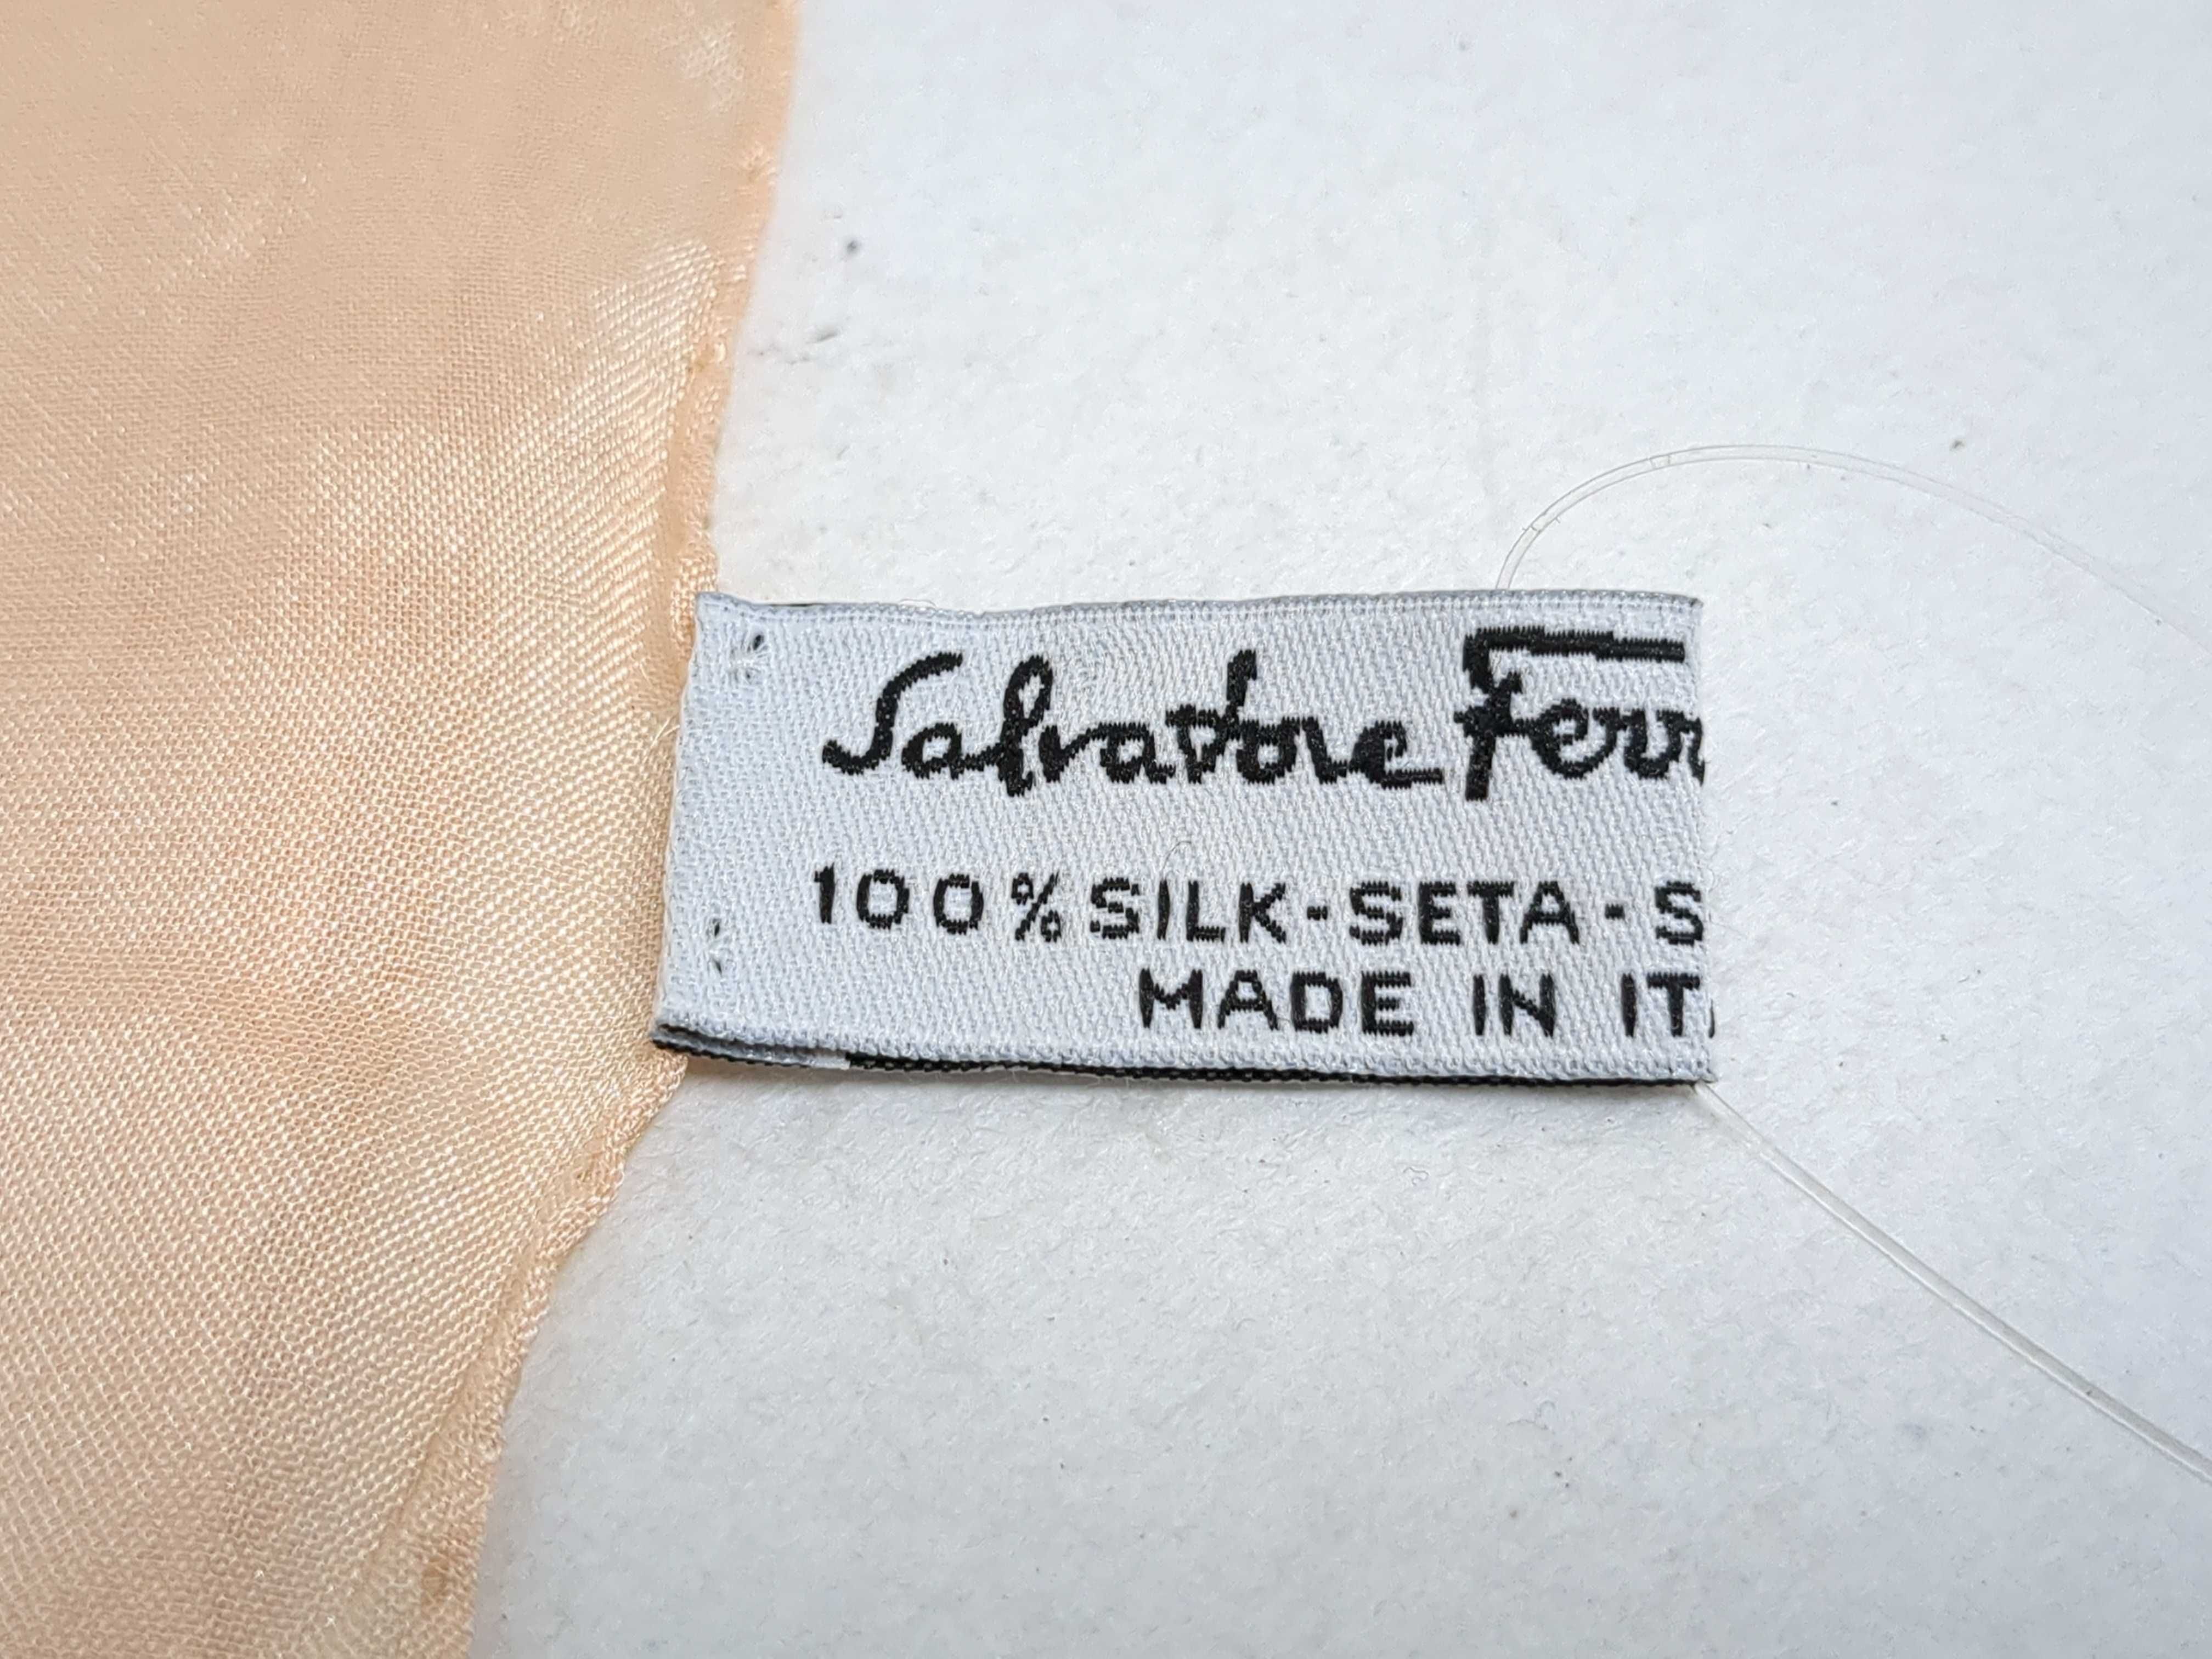 Salvatore Ferr
100% SILK-SETA-S
MADE IN IT